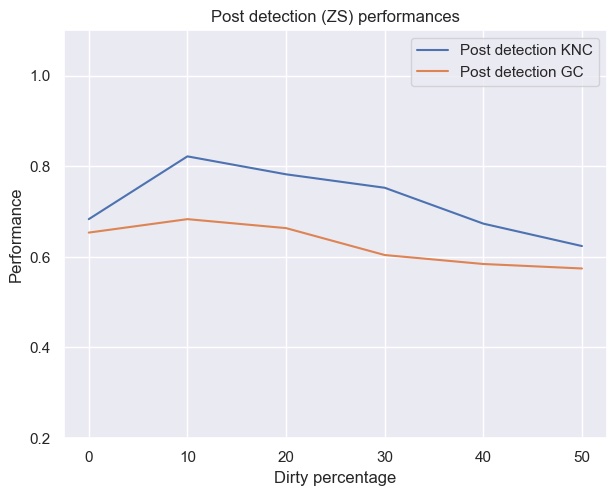 Post detection (ZS) performances
Post detection KNC
Post detection GC
Performance
1.0
0.8
0.6
0.4
0.2
0 10 20 30 40 50
Dirty percentage